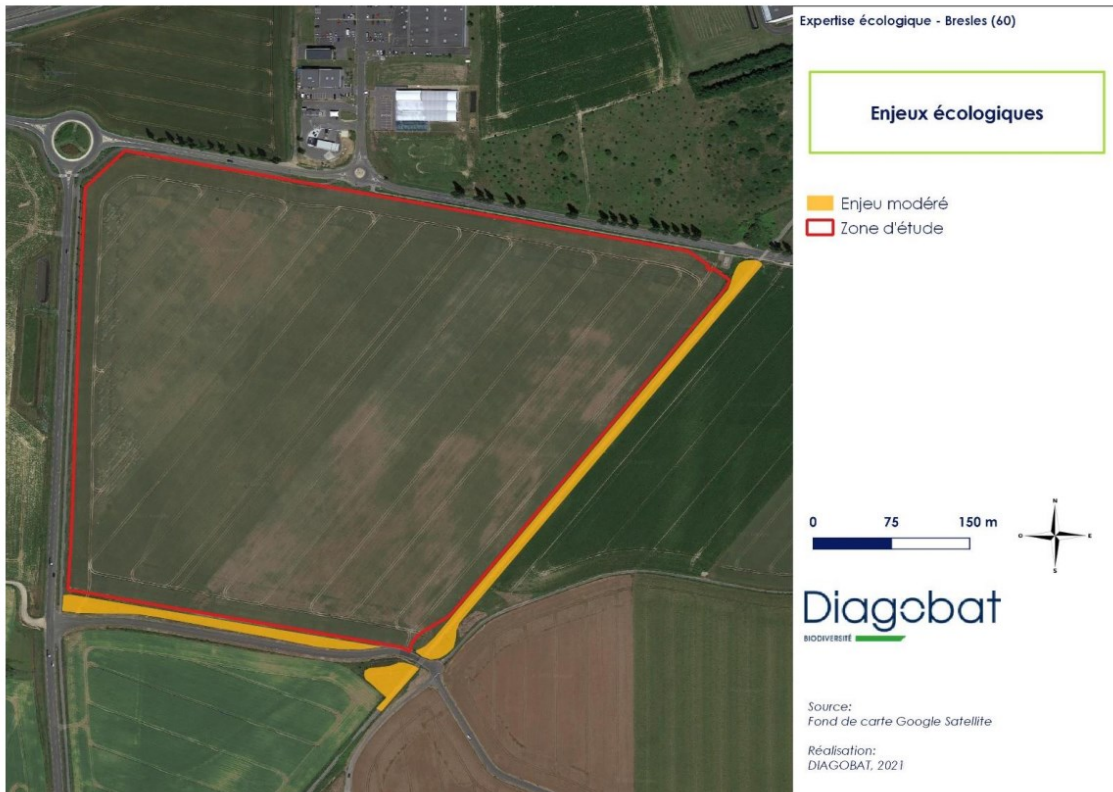 Expertise écologique - Bresles (60)
Enjeux écologiques
Enjeu modéré
Zone d'étude
0 75 150 m
N
O E
S
Diagobat
BIODIVERSITÉ
Source:
Fond de carte Google Satellite
Réalisation:
DIAGOBAT, 2021